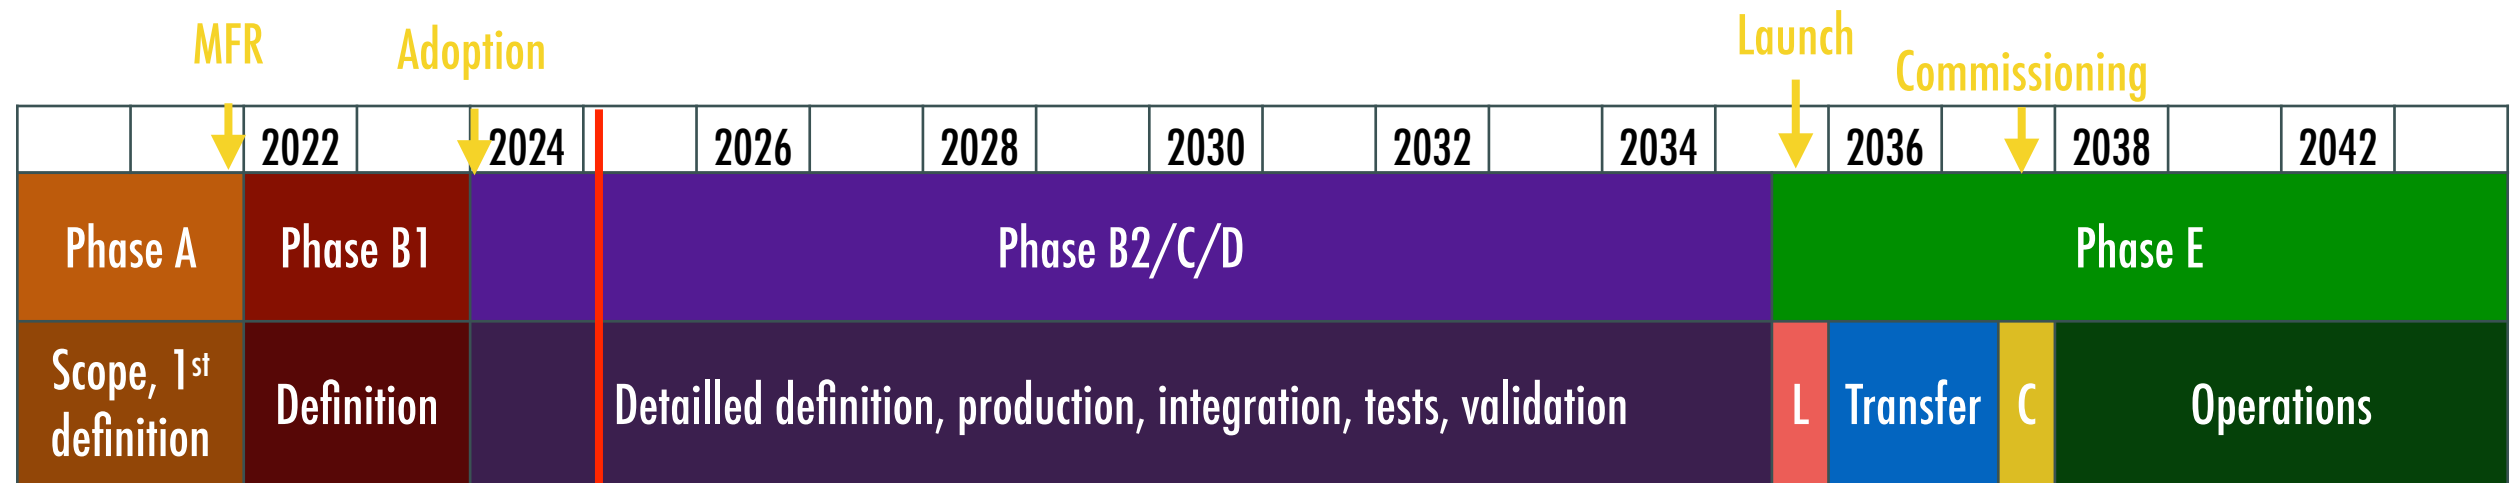 MFR
Adoption
Launch
Commissioning
2022 2024 2026 2028 2030 2032 2034 2036 2038 2042
Phase A
Phase B1
Phase B2/C/D
Phase E
Scope, 1st
definition
Definition
Detailled definition, production, integration, tests, validation
L
Transfer
C
Operations